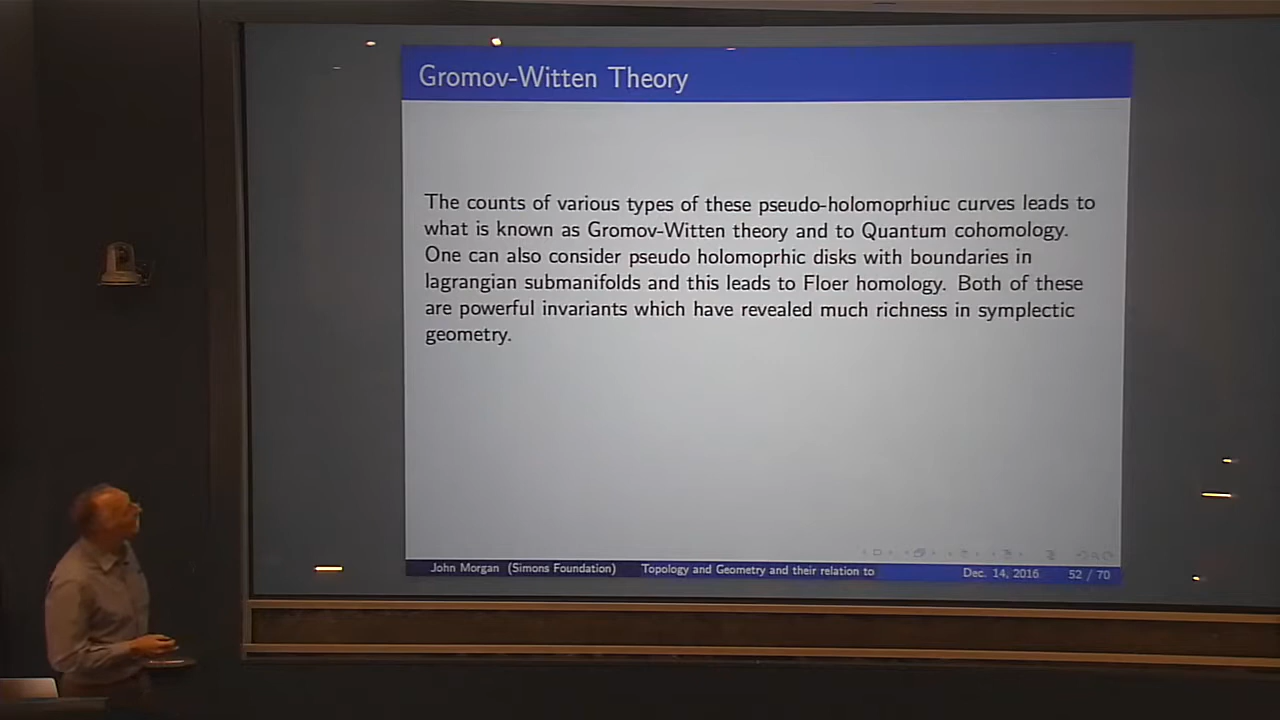 Gromov-Witten Theory
The counts of various types of these pseudo-holomoprhiuc curves leads to
what is known as Gromov-Witten theory and to Quantum cohomology.
One can also consider pseudo holomoprhic disks with boundaries in
lagrangian submanifolds and this leads to Floer homology. Both of these
are powerful invariants which have revealed much richness in symplectic
geometry.
John Morgan (Simons Foundation) Topology and Geometry and their relation to Dec. 14, 2016 52 / 70